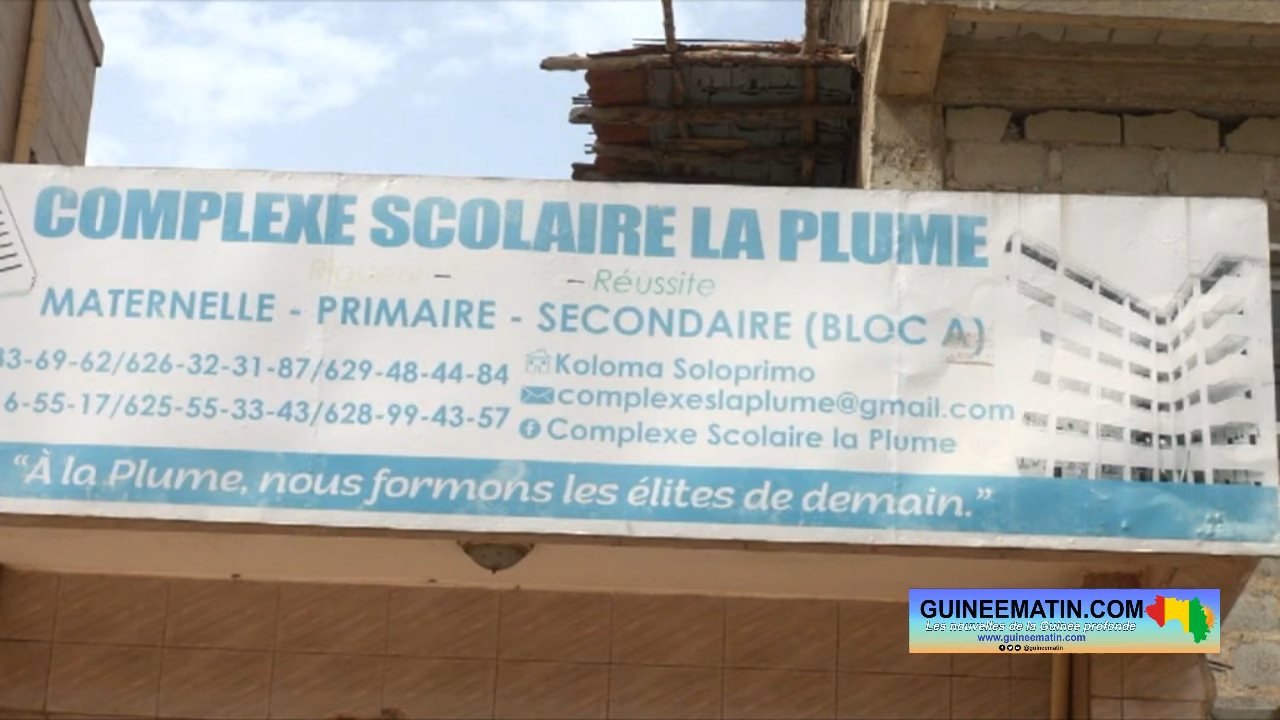 COMPLEXE SCOLAIRE LA PLUME
Rigueur – – Réussite
MATERNELLE - PRIMAIRE - SECONDAIRE (BLOC A)
33-69-62/626-32-31-87/629-48-44-84
6-55-17/625-55-33-43/628-99-43-57
Koloma Soloprimo
complexeslaplume@gmail.com
Complexe Scolaire la Plume
“À la Plume, nous formons les élites de demain.”
GUINEEMATIN.COM
Les nouvelles de la Guinée profonde
www.guineematin.com
@guineematin